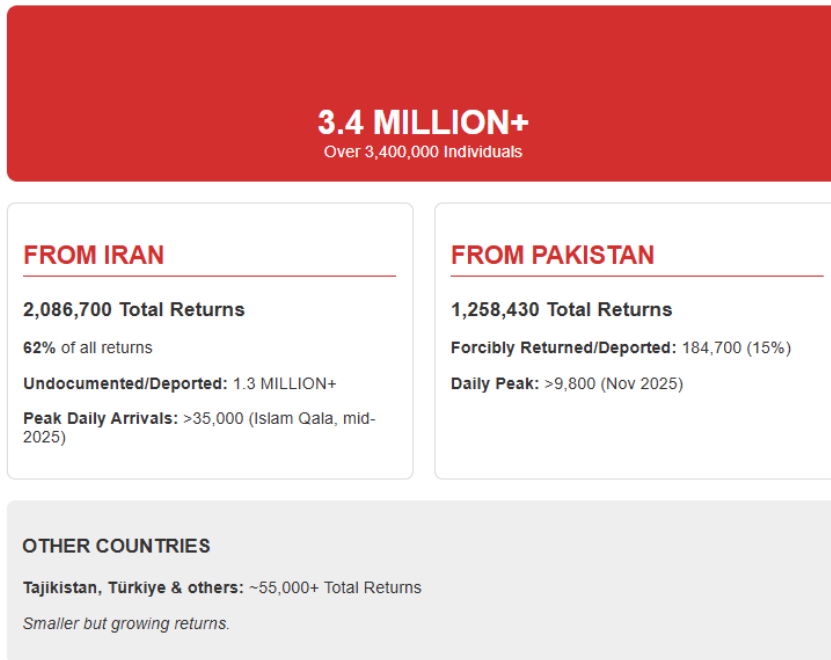 3.4 MILLION+
Over 3,400,000 Individuals
FROM IRAN
2,086,700 Total Returns
62% of all returns
Undocumented/Deported: 1.3 MILLION+
Peak Daily Arrivals: >35,000 (Islam Qala, mid-
2025)
FROM PAKISTAN
1,258,430 Total Returns
Forcibly Returned/Deported: 184,700 (15%)
Daily Peak: >9,800 (Nov 2025)
OTHER COUNTRIES
Tajikistan, Türkiye & others: ~55,000+ Total Returns
Smaller but growing returns.